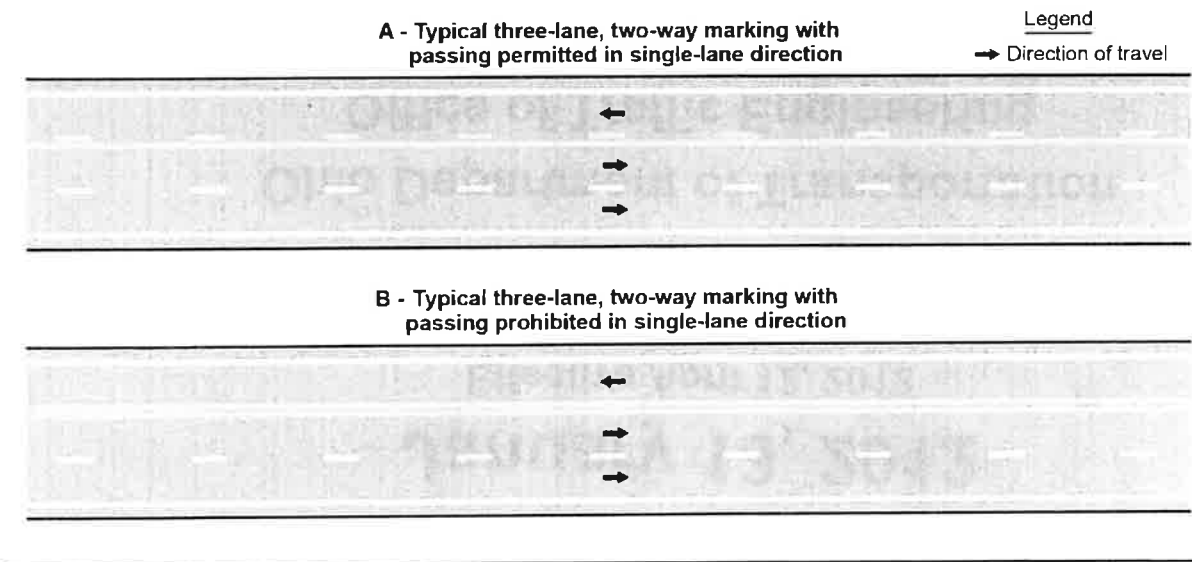 A - Typical three-lane, two-way marking with
passing permitted in single-lane direction
Legend
→ Direction of travel
B - Typical three-lane, two-way marking with
passing prohibited in single-lane direction